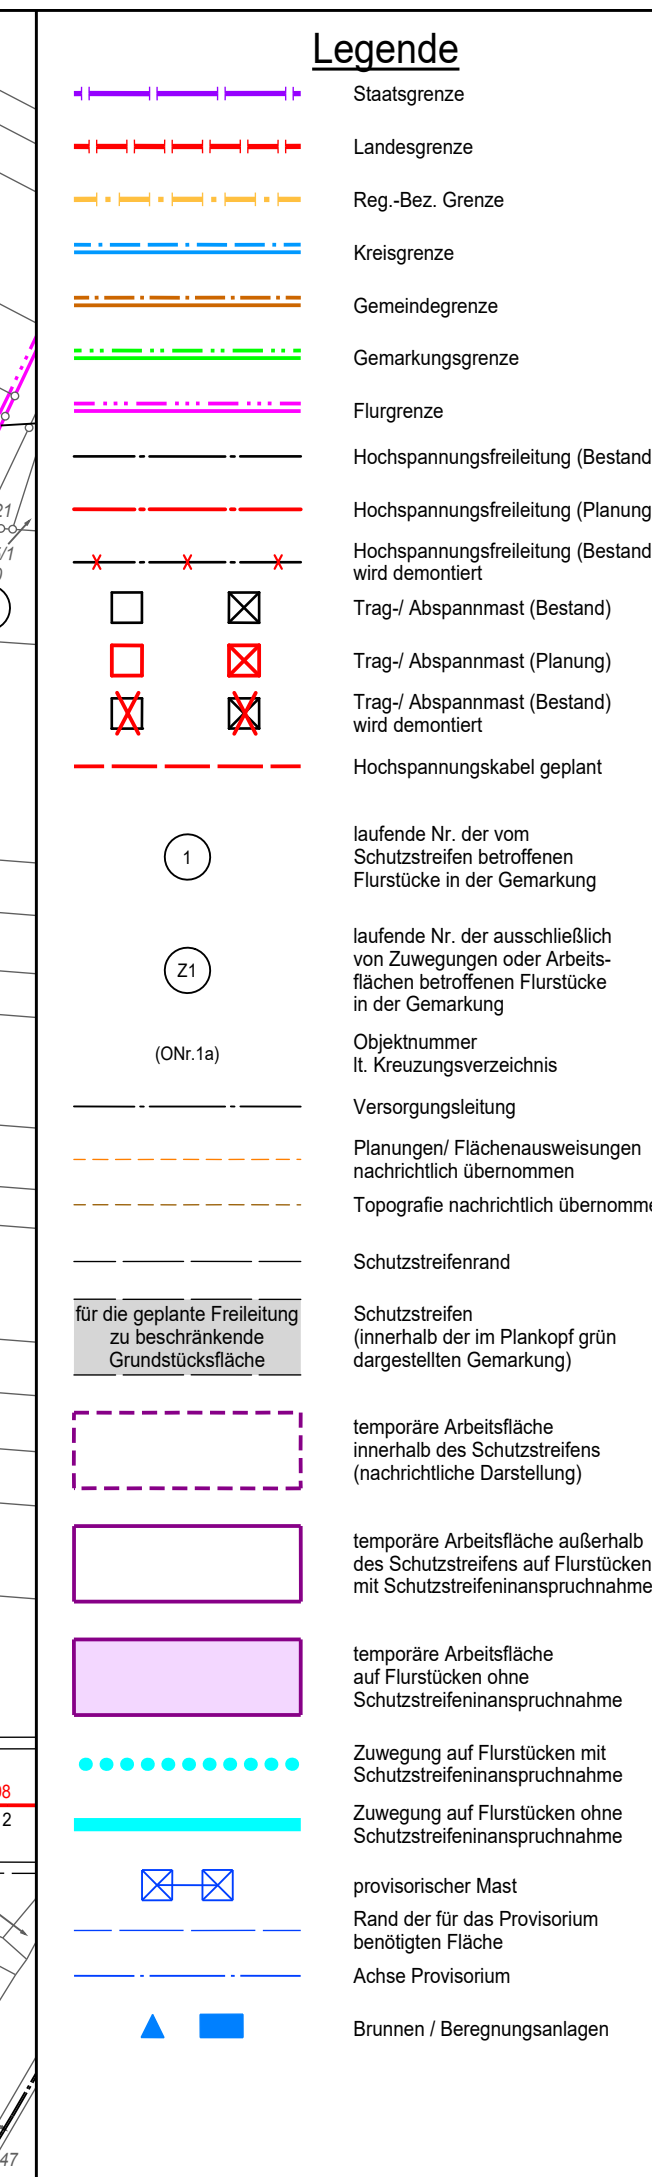 Legende
Staatsgrenze
Landesgrenze
Reg.-Bez. Grenze
Kreisgrenze
Gemeindegrenze
Gemarkungsgrenze
Flurgrenze
Hochspannungsfreileitung (Bestand
21
Hochspannungsfreileitung (Planung
/1
Hochspannungsfreileitung (Bestand
wird demontiert
Trag-/ Abspannmast (Bestand)
Trag-/ Abspannmast (Planung)
Trag-/ Abspannmast (Bestand)
wird demontiert
Hochspannungskabel geplant
1
laufende Nr. der vom
Schutzstreifen betroffenen
Flurstücke in der Gemarkung
Z1
laufende Nr. der ausschließlich
von Zuwegungen oder Arbeits-
flächen betroffenen Flurstücke
in der Gemarkung
(ONr.1a)
Objektnummer
lt. Kreuzungsverzeichnis
Versorgungsleitung
Planungen/ Flächenausweisungen
nachrichtlich übernommen
Topografie nachrichtlich übernomme
Schutzstreifenrand
für die geplante Freileitung
zu beschränkende
Grundstücksfläche
Schutzstreifen
(innerhalb der im Plankopf grün
dargestellten Gemarkung)
temporäre Arbeitsfläche
innerhalb des Schutzstreifens
(nachrichtliche Darstellung)
temporäre Arbeitsfläche außerhalb
des Schutzstreifens auf Flurstücken
mit Schutzstreifeninanspruchnahme
temporäre Arbeitsfläche
auf Flurstücken ohne
Schutzstreifeninanspruchnahme
Zuwegung auf Flurstücken mit
Schutzstreifeninanspruchnahme
98
2
Zuwegung auf Flurstücken ohne
Schutzstreifeninanspruchnahme
provisorischer Mast
Rand der für das Provisorium
benötigten Fläche
Achse Provisorium
Brunnen / Beregnungsanlagen
47